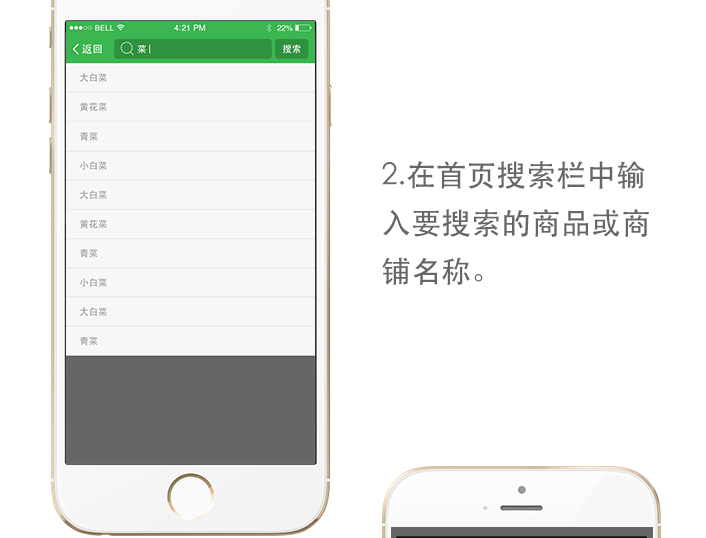 BELL 4:21 PM 22%
返回 菜 搜索
大白菜
黄花菜
青菜
小白菜
大白菜
黄花菜
青菜
小白菜
大白菜
青菜
2.在首页搜索栏中输
入要搜索的商品或商
铺名称。